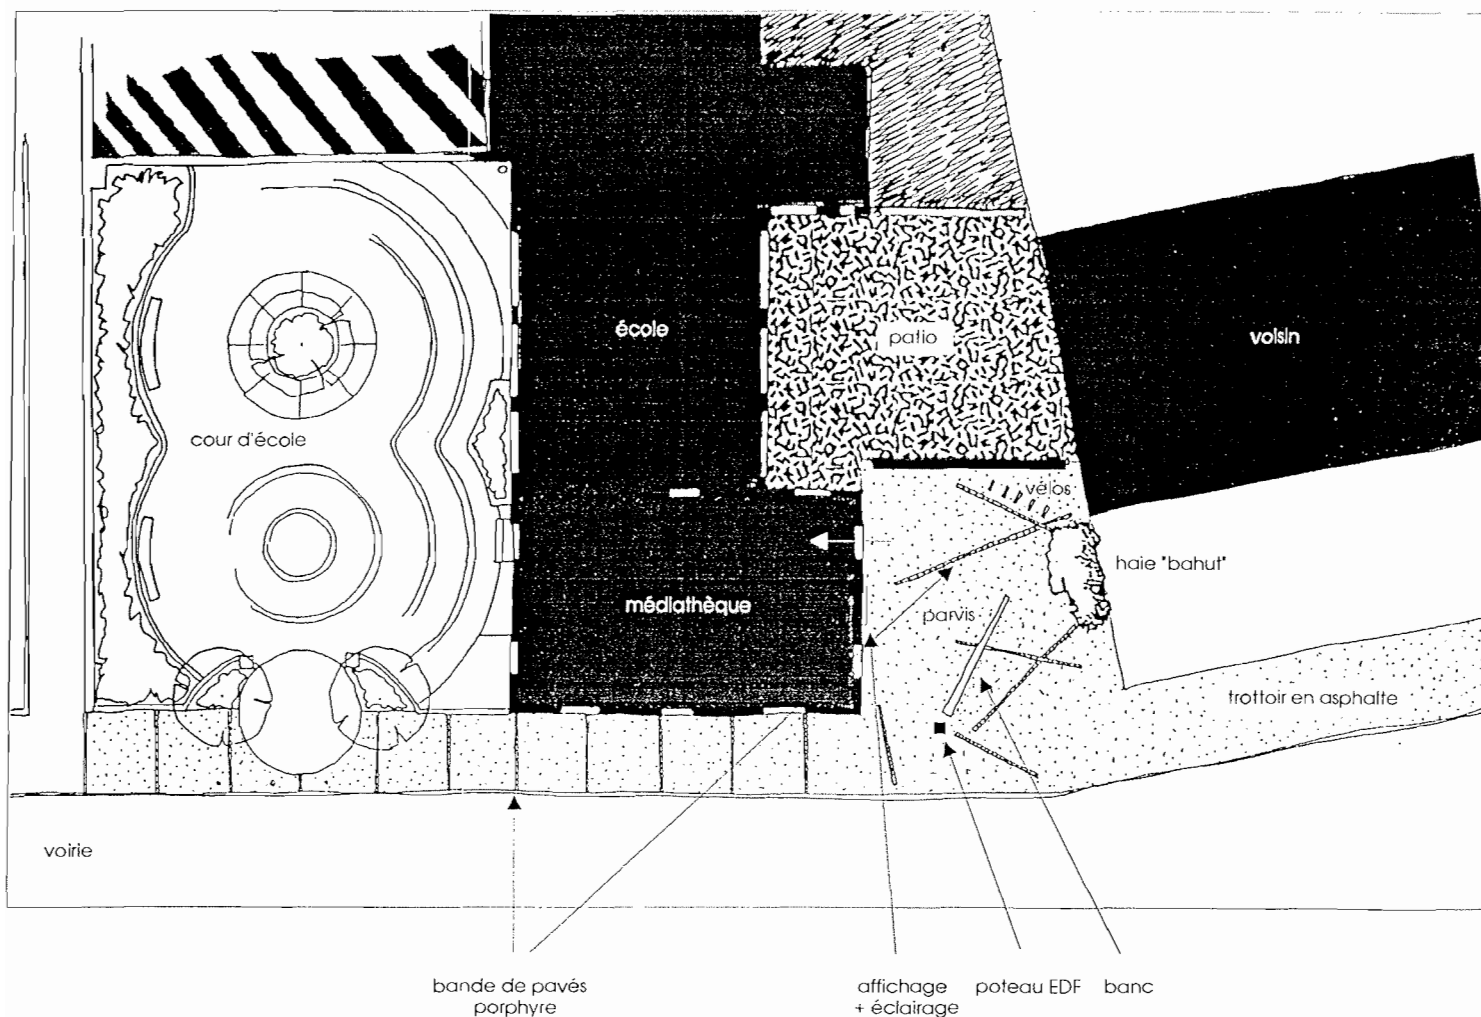 école
patio
voisin
cour d'école
vélos
haie "bahut"
médiathèque
parvis
trottoir en asphalte
voirie
bande de pavés
porphyre
affichage
+ éclairage
poteau EDF
banc